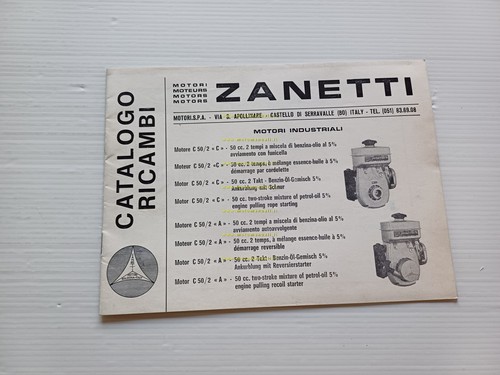 CATALOGO
RICAMBI
MOTORI
MOTEURS
MOTORS
MOTORS
ZANETTI
MOTORI.S.P.A. - VIA S. APOLLINARE - CASTELLO DI SERRAVALLE (BO) ITALY - TEL. (051) 83.69.08
MOTORI INDUSTRIALI
Motore C 50/2 «C» - 50 cc. 2 tempi a miscela di benzina-olio al 5%
avviamento con funicella
Moteur C 50/2 «C» - 50 cc. 2 temps, à mélange essence-huile à 5%
démarrage par cordelette
Motor C 50/2 «C» - 50 cc. 2 Takt - Benzin-Öl-Gemisch 5%
Ankurblung mit
Motor C 50/2 «C» - 50 cc. two-stroke mixture of petrol-oil 5%
engine pulling rope starting
Motore C 50/2 «A» - 50 cc. 2 tempi a miscela di benzina-olio al 5%
avviamento autoavvolgente
Moteur C 50/2 «A» - 50 cc. 2 temps, à mélange essence-huile à 5%
démarrage reversible
Motor C 50/2 «A» - 50 cc. 2 Takt - Benzin-Öl-Gemisch 5%
Ankurblung mit Reversierstarter
Motor C 50/2 «A» - 50 cc. two-stroke mixture of petrol-oil 5%
engine pulling recoil starter